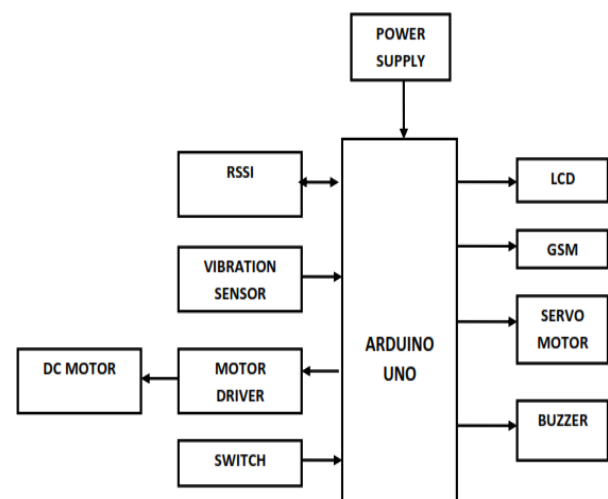 POWER
SUPPLY
RSSI
LCD
VIBRATION
SENSOR
GSM
ARDUINO
UNO
SERVO
MOTOR
DC MOTOR
MOTOR
DRIVER
BUZZER
SWITCH